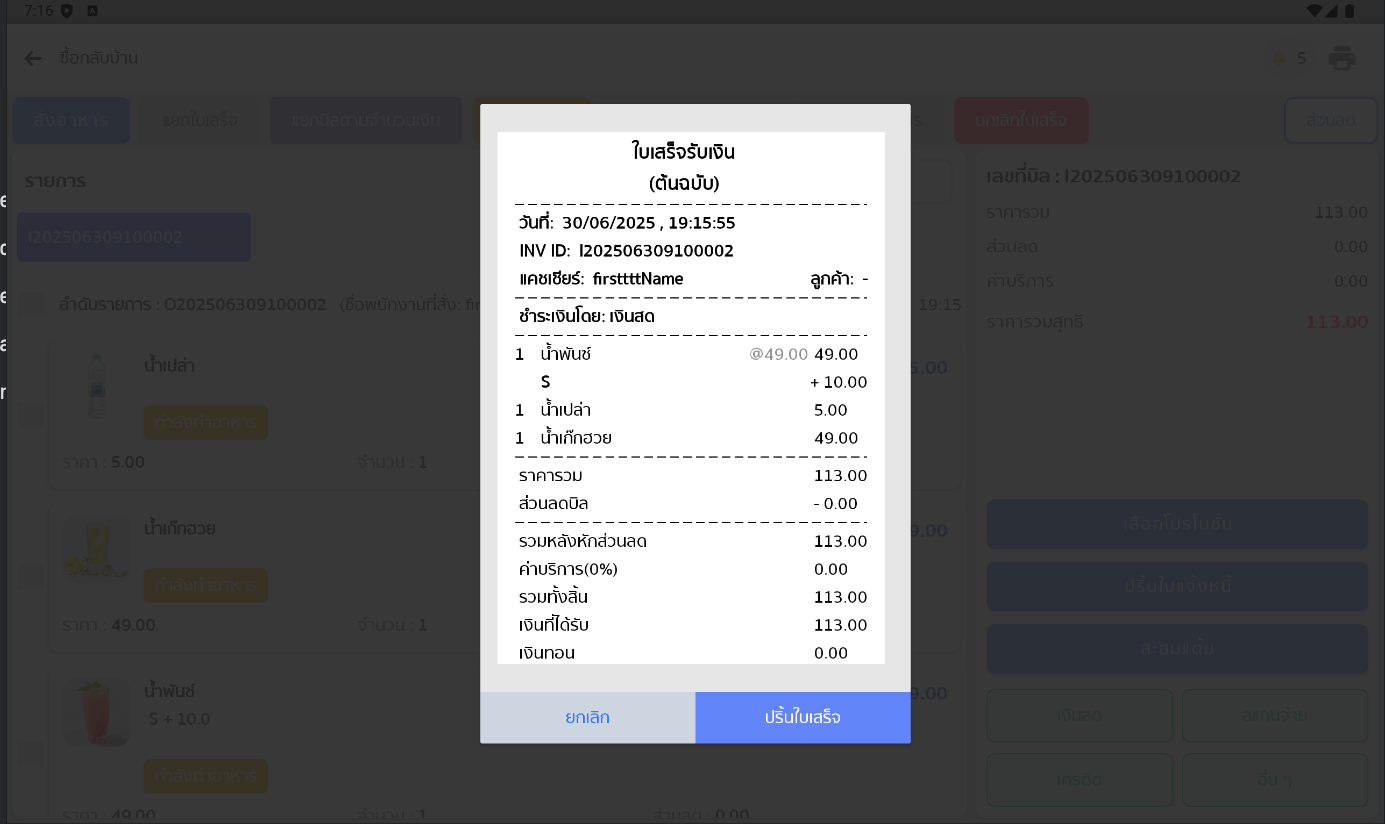 7:16
ซื้อกลับบ้าน
5
สั่งอาหาร
แยกใบเสร็จ
แยกบิลตามจำนวนเงิน
ยกเลิกใบเสร็จ
ส่วนลด
รายการ
I202506309100002
ลำดับรายการ : O202506309100002 (ชื่อพนักงานที่สั่ง:
19:15
น้ำเปล่า
กำลังทำอาหาร
ราคา : 5.00
จำนวน : 1
น้ำเก๊กฮวย
กำลังทำอาหาร
ราคา : 49.00
จำนวน : 1
น้ำพันช์
S + 10.0
กำลังทำอาหาร
ราคา : 49.00
จำนวน : 1
ส่วนลด : 0.00
ใบเสร็จรับเงิน
(ต้นฉบับ)
วันที่: 30/06/2025 , 19:15:55
INV ID: I202506309100002
แคชเชียร์: firsttttName ลูกค้า: -
ชำระเงินโดย: เงินสด
1 น้ำพันช์ @49.00 49.00
S + 10.00
1 น้ำเปล่า 5.00
1 น้ำเก๊กฮวย 49.00
ราคารวม 113.00
ส่วนลดบิล - 0.00
รวมหลังหักส่วนลด 113.00
ค่าบริการ(0%) 0.00
รวมทั้งสิ้น 113.00
เงินที่ได้รับ 113.00
เงินทอน 0.00
ยกเลิก
ปริ้นใบเสร็จ
เลขที่บิล : I202506309100002
ราคารวม 113.00
ส่วนลด 0.00
ค่าบริการ 0.00
ราคารวมสุทธิ 113.00
เลือกโปรโมชั่น
ปริ้นใบแจ้งหนี้
สะสมแต้ม
เงินสด
สแกนจ่าย
เครดิต
อื่น ๆ